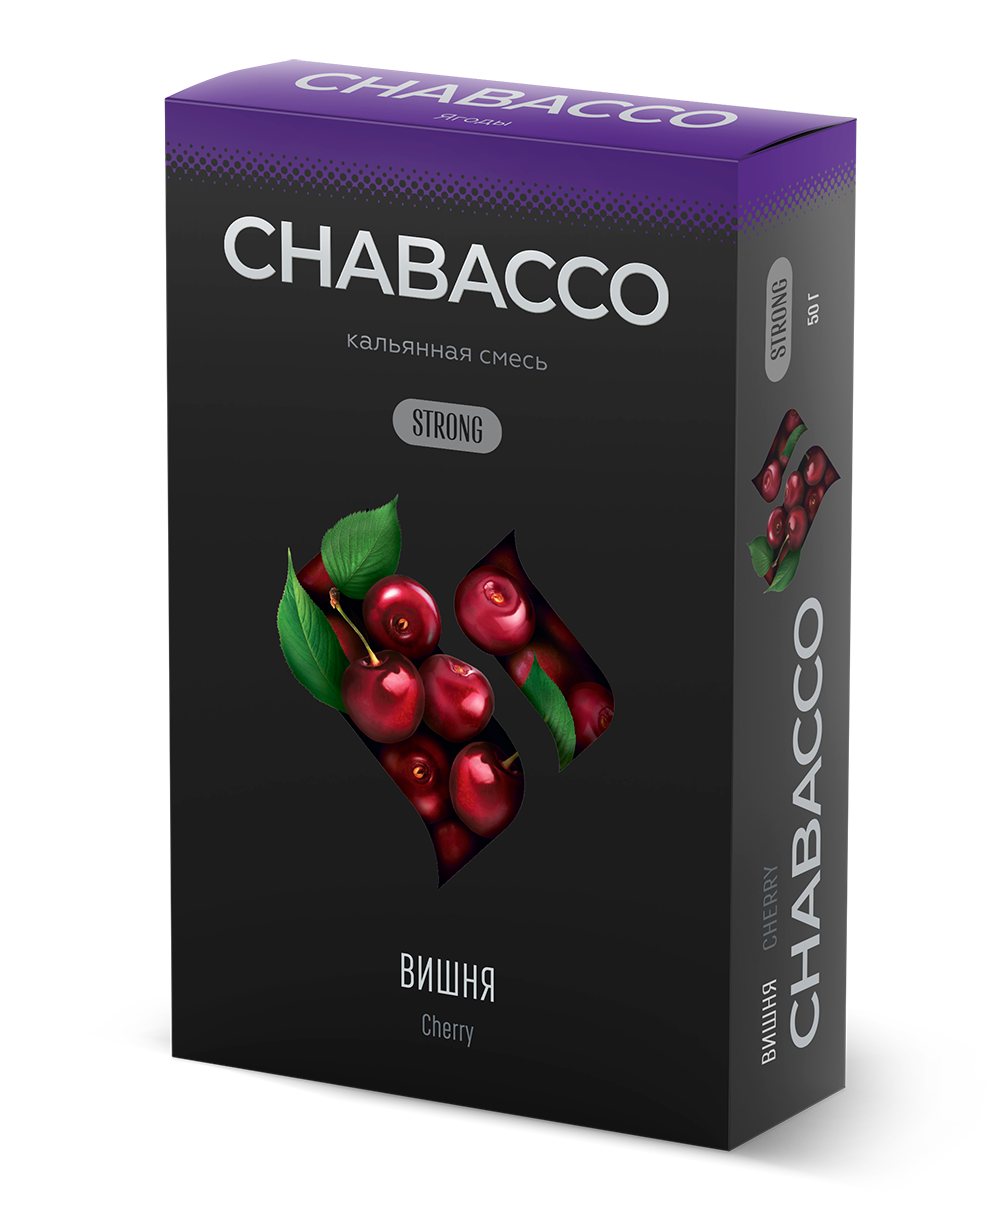 CHABACCO
Ягоды
CHABACCO
кальянная смесь
STRONG
ВИШНЯ
Cherry
STRONG
50 Г
CHABACCO
ВИШНЯ CHERRY